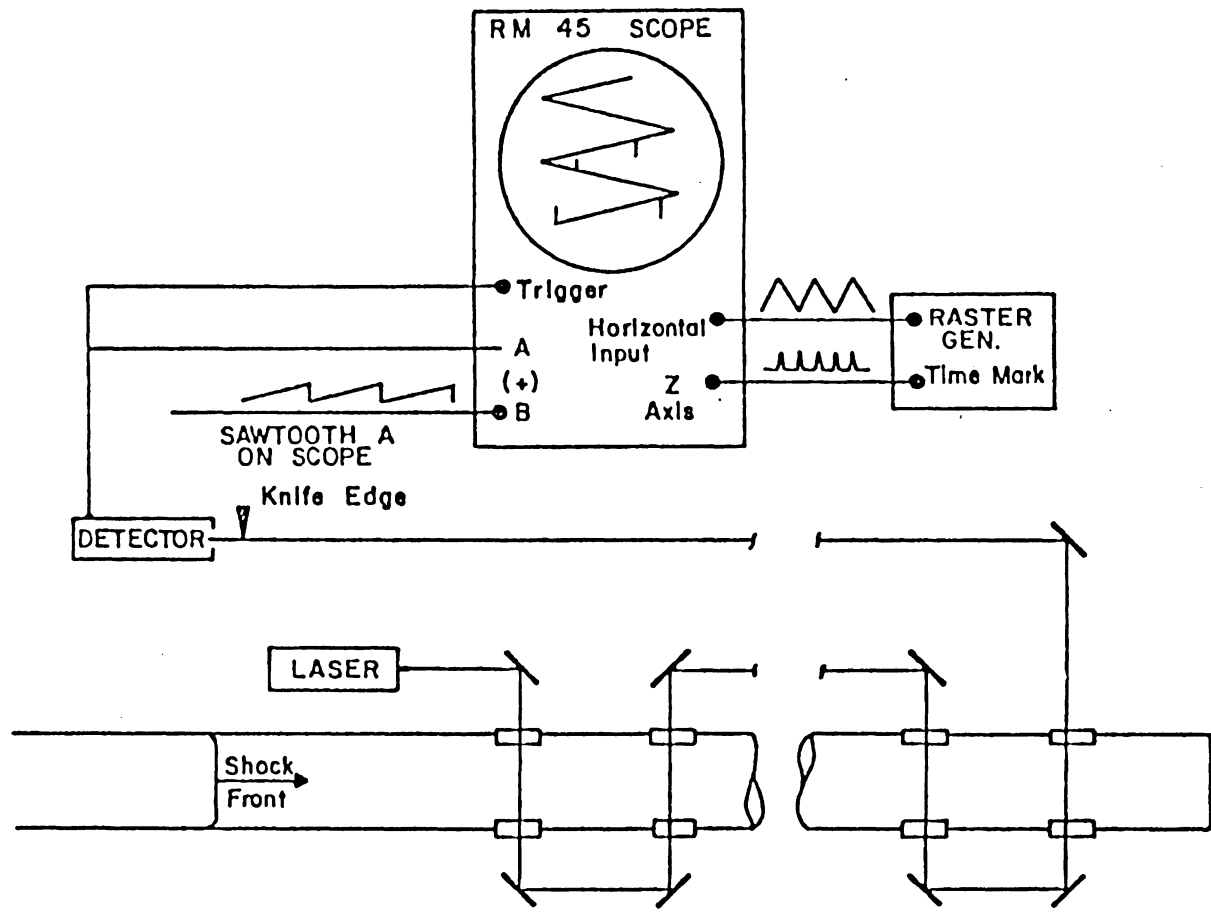 RM 45 SCOPE
Trigger
Horizontal
Input
RASTER
GEN.
A
(+)
B
Z
Axis
Time Mark
SAWTOOTH A
ON SCOPE
Knife Edge
DETECTOR
LASER
Shock
Front